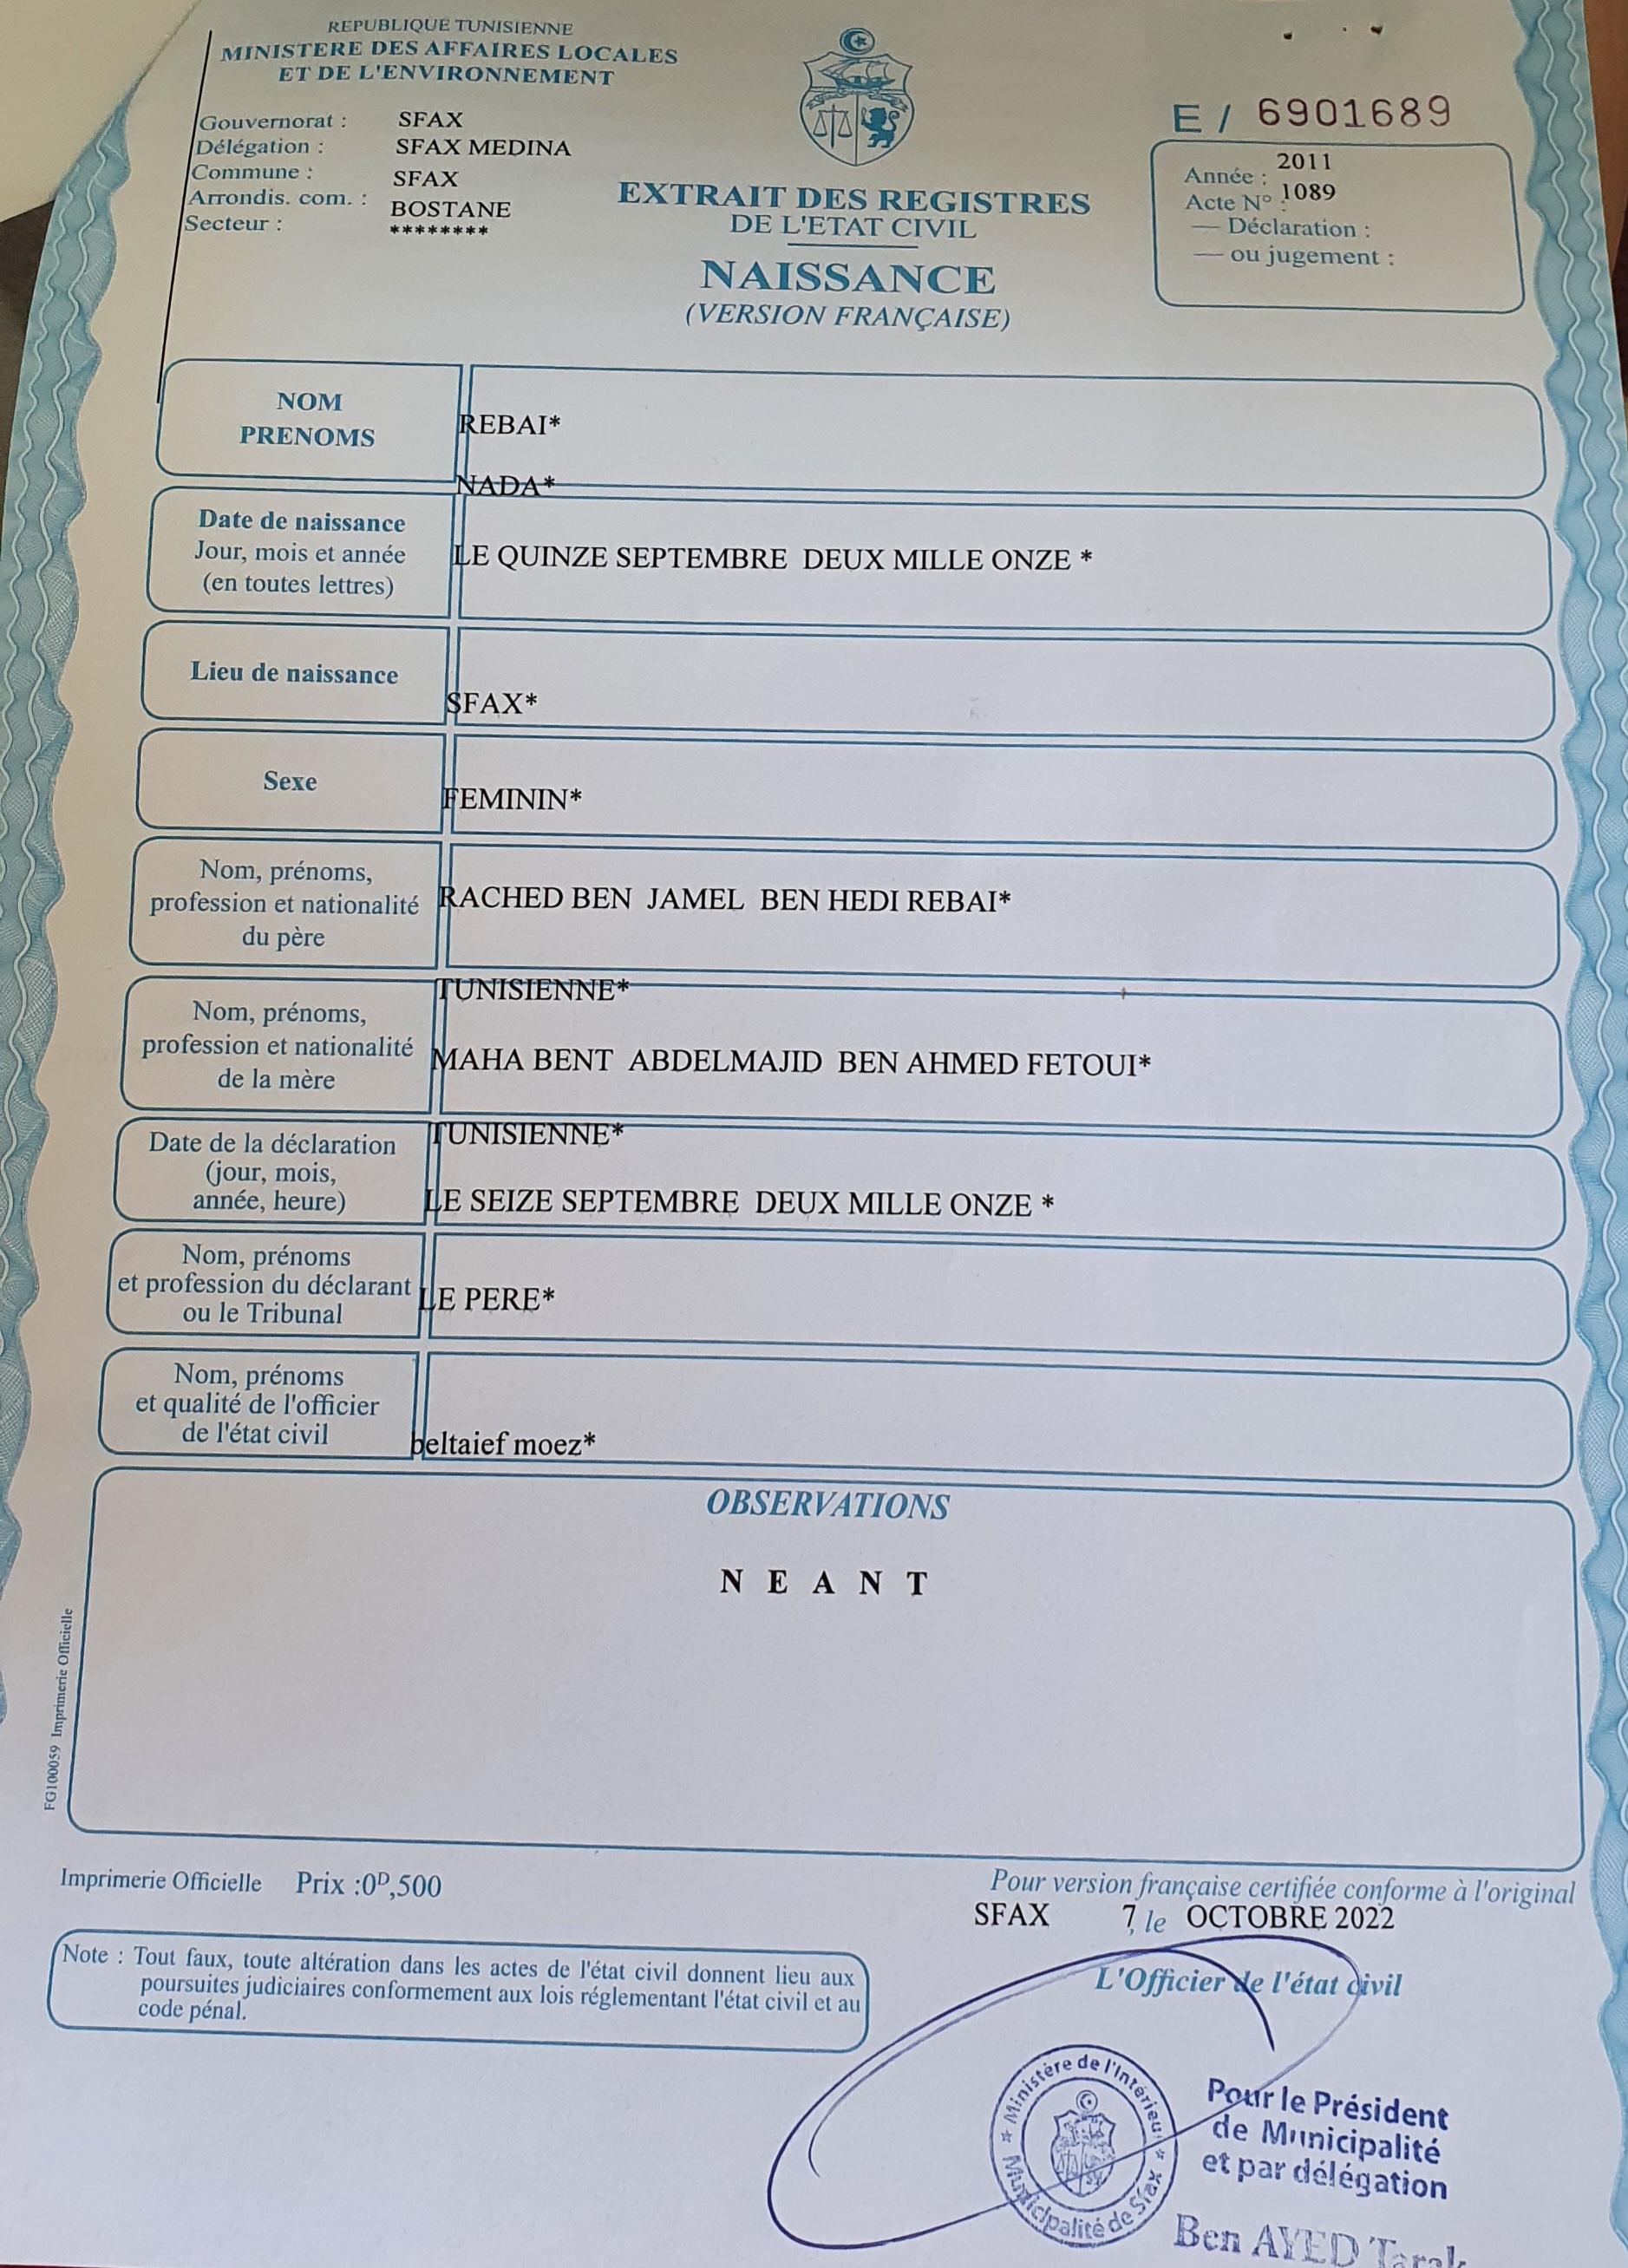 REPUBLIQUE TUNISIENNE
MINISTERE DES AFFAIRES LOCALES
ET DE L'ENVIRONNEMENT
Gouvernorat : SFAX
Délégation : SFAX MEDINA
Commune : SFAX
Arrondis. com. : BOSTANE
Secteur : ********
E / 6901689
Année : 2011
Acte N° : 1089
— Déclaration :
— ou jugement :
EXTRAIT DES REGISTRES
DE L'ETAT CIVIL
NAISSANCE
(VERSION FRANÇAISE)
NOM
PRENOMS
REBAI*
NADA*
Date de naissance
Jour, mois et année
(en toutes lettres)
LE QUINZE SEPTEMBRE DEUX MILLE ONZE *
Lieu de naissance
SFAX*
Sexe
FEMININ*
Nom, prénoms,
profession et nationalité
du père
RACHED BEN JAMEL BEN HEDI REBAI*
TUNISIENNE*
Nom, prénoms,
profession et nationalité
de la mère
MAHA BENT ABDELMAJID BEN AHMED FETOUI*
TUNISIENNE*
Date de la déclaration
(jour, mois,
année, heure)
LE SEIZE SEPTEMBRE DEUX MILLE ONZE *
Nom, prénoms
et profession du déclarant
ou le Tribunal
LE PERE*
Nom, prénoms
et qualité de l'officier
de l'état civil
beltaief moez*
OBSERVATIONS
N E A N T
FG100059 Imprimerie Officielle
Imprimerie Officielle Prix :0ᴰ,500
Pour version française certifiée conforme à l'original
SFAX 7, le OCTOBRE 2022
L'Officier de l'état civil
Note : Tout faux, toute altération dans les actes de l'état civil donnent lieu aux
poursuites judiciaires conformement aux lois réglementant l'état civil et au
code pénal.
* Ministère de l'Intérieur *
Municipalité de Sfax
Pour le Président
de Municipalité
et par délégation
Ben AYED Tarak